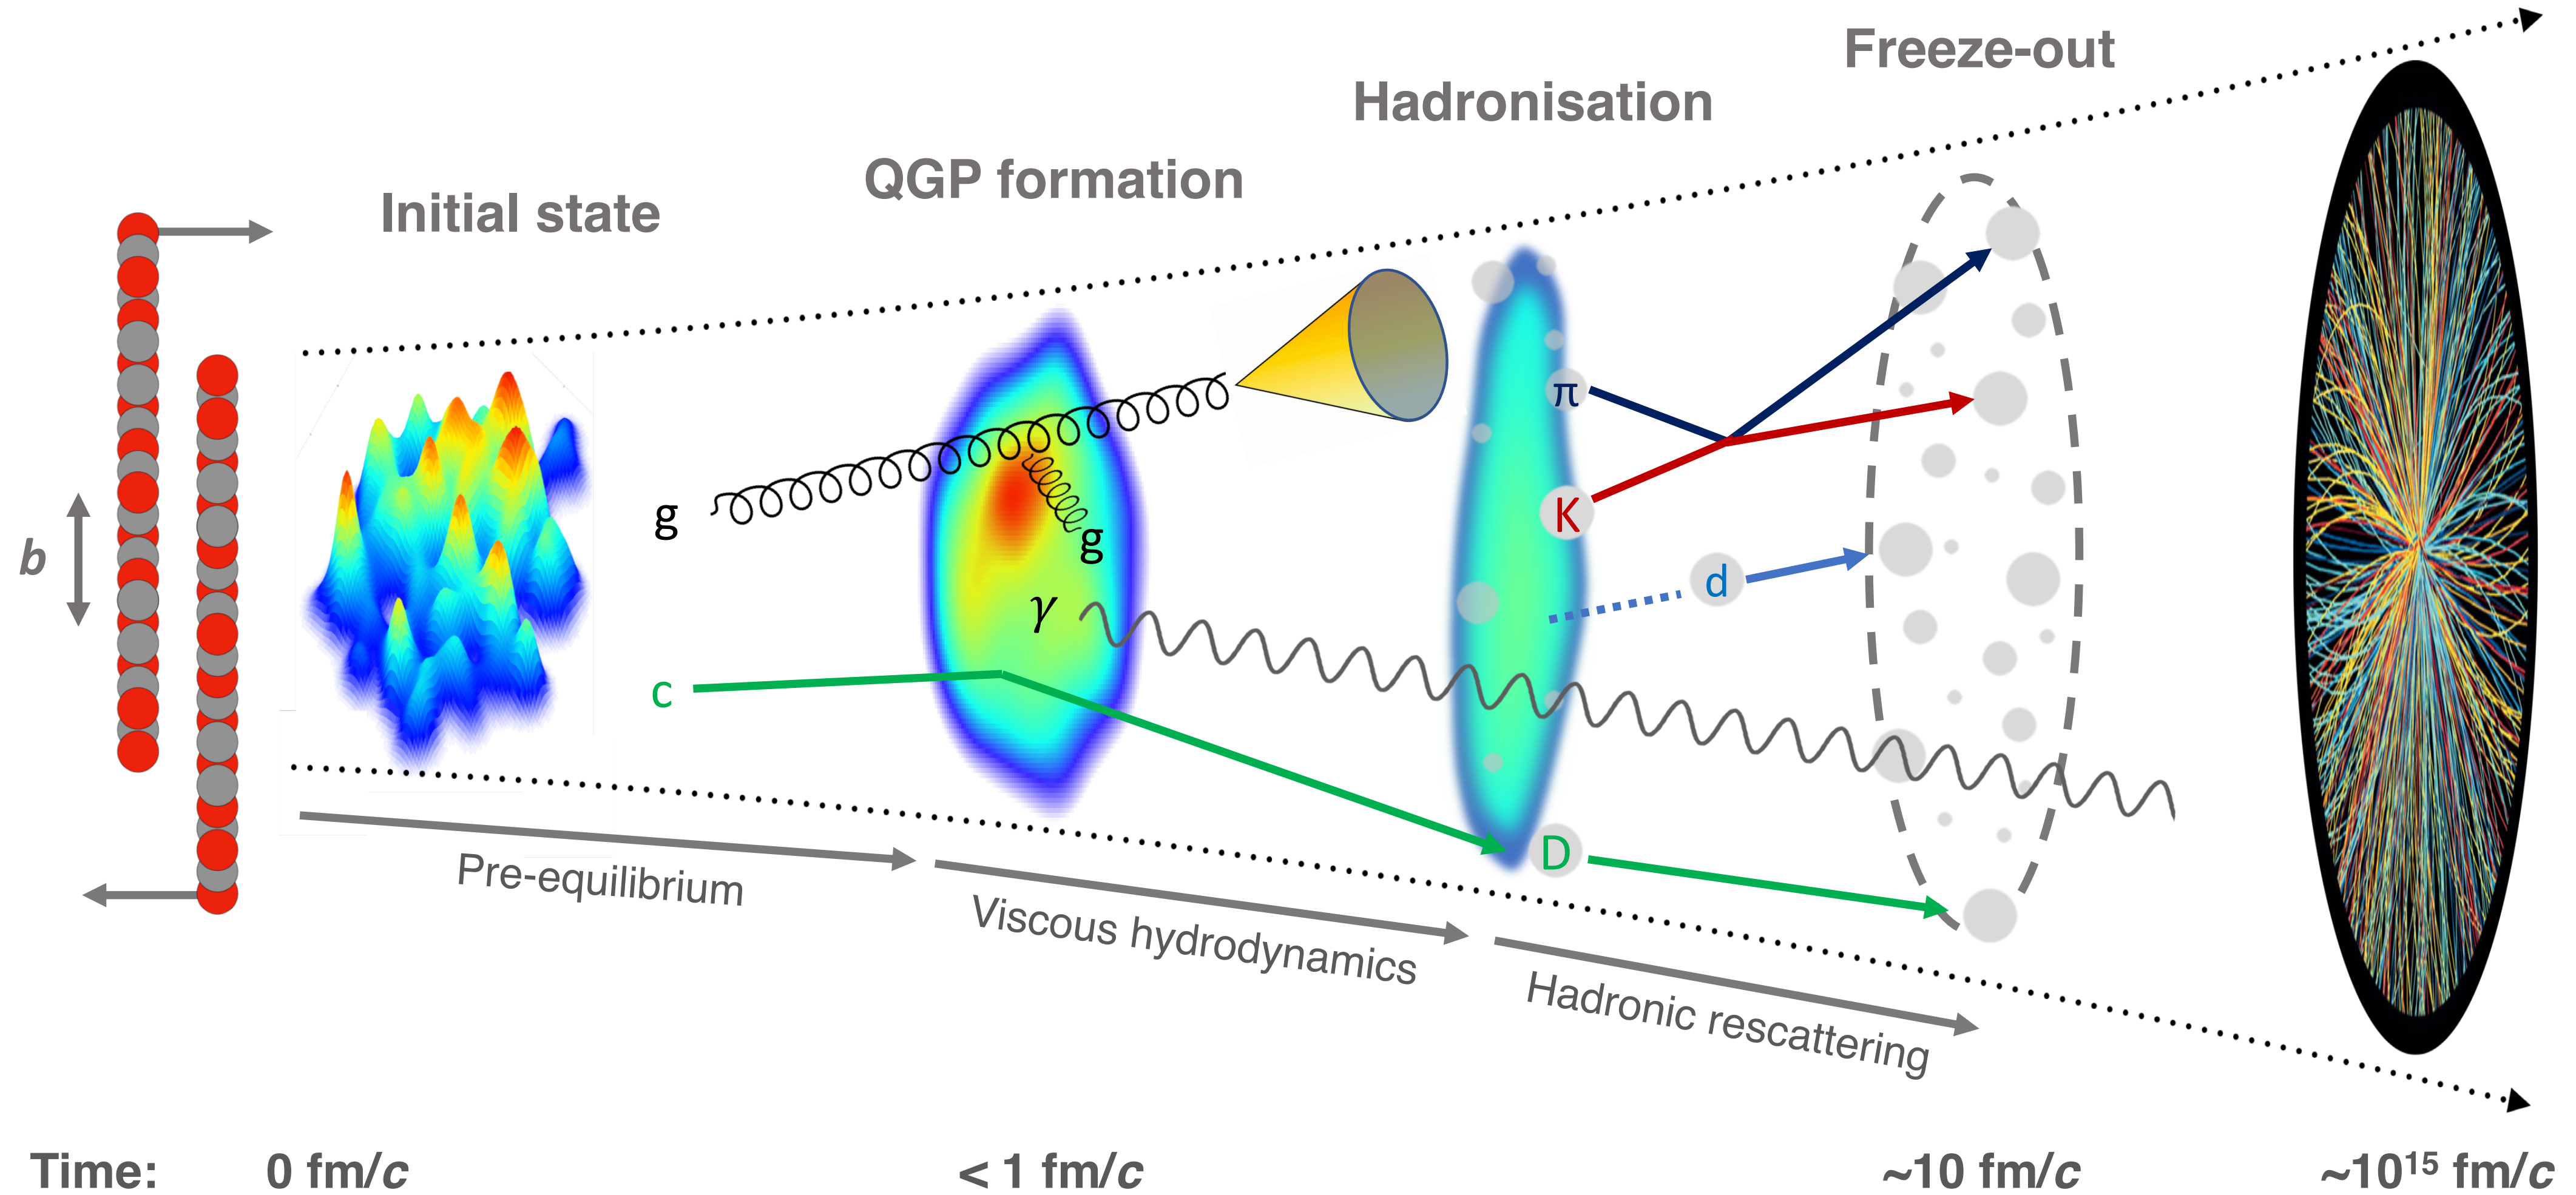 Freeze-out
Hadronisation
QGP formation
Initial state
b
g
g
γ
c
π
K
d
D
Pre-equilibrium
Viscous hydrodynamics
Hadronic rescattering
Time: 0 fm/c < 1 fm/c ~10 fm/c ~10¹⁵ fm/c